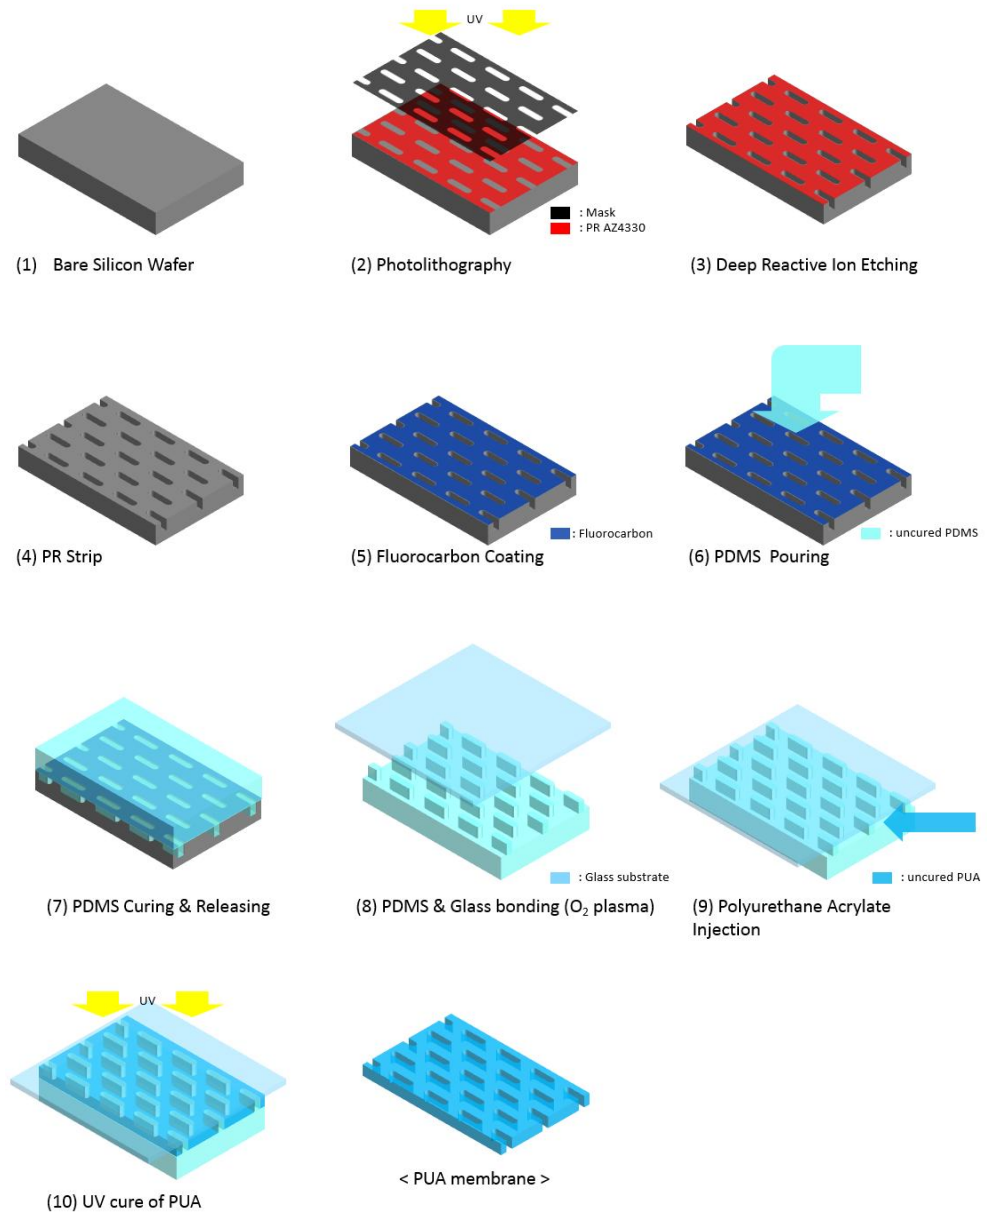 UV
: Mask
: PR AZ4330
(1) Bare Silicon Wafer
(2) Photolithography
(3) Deep Reactive Ion Etching
: Fluorocarbon
: uncured PDMS
(4) PR Strip
(5) Fluorocarbon Coating
(6) PDMS Pouring
: Glass substrate
: uncured PUA
(7) PDMS Curing & Releasing
(8) PDMS & Glass bonding (O₂ plasma)
(9) Polyurethane Acrylate
Injection
UV
(10) UV cure of PUA
< PUA membrane >